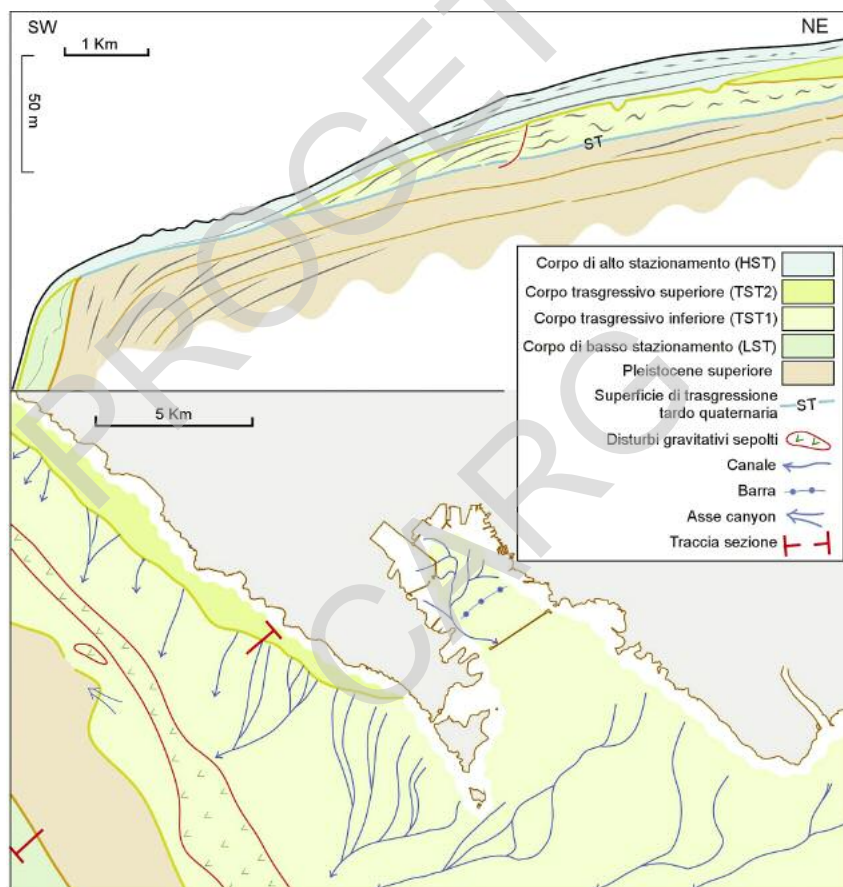 SW
NE
1 Km
50 m
ST
Corpo di alto stazionamento (HST)
Corpo trasgressivo superiore (TST2)
Corpo trasgressivo inferiore (TST1)
Corpo di basso stazionamento (LST)
Pleistocene superiore
Superficie di trasgressione
tardo quaternaria
ST
Disturbi gravitativi sepolti
Canale
Barra
Asse canyon
Traccia sezione
5 Km
PROGET
CARG